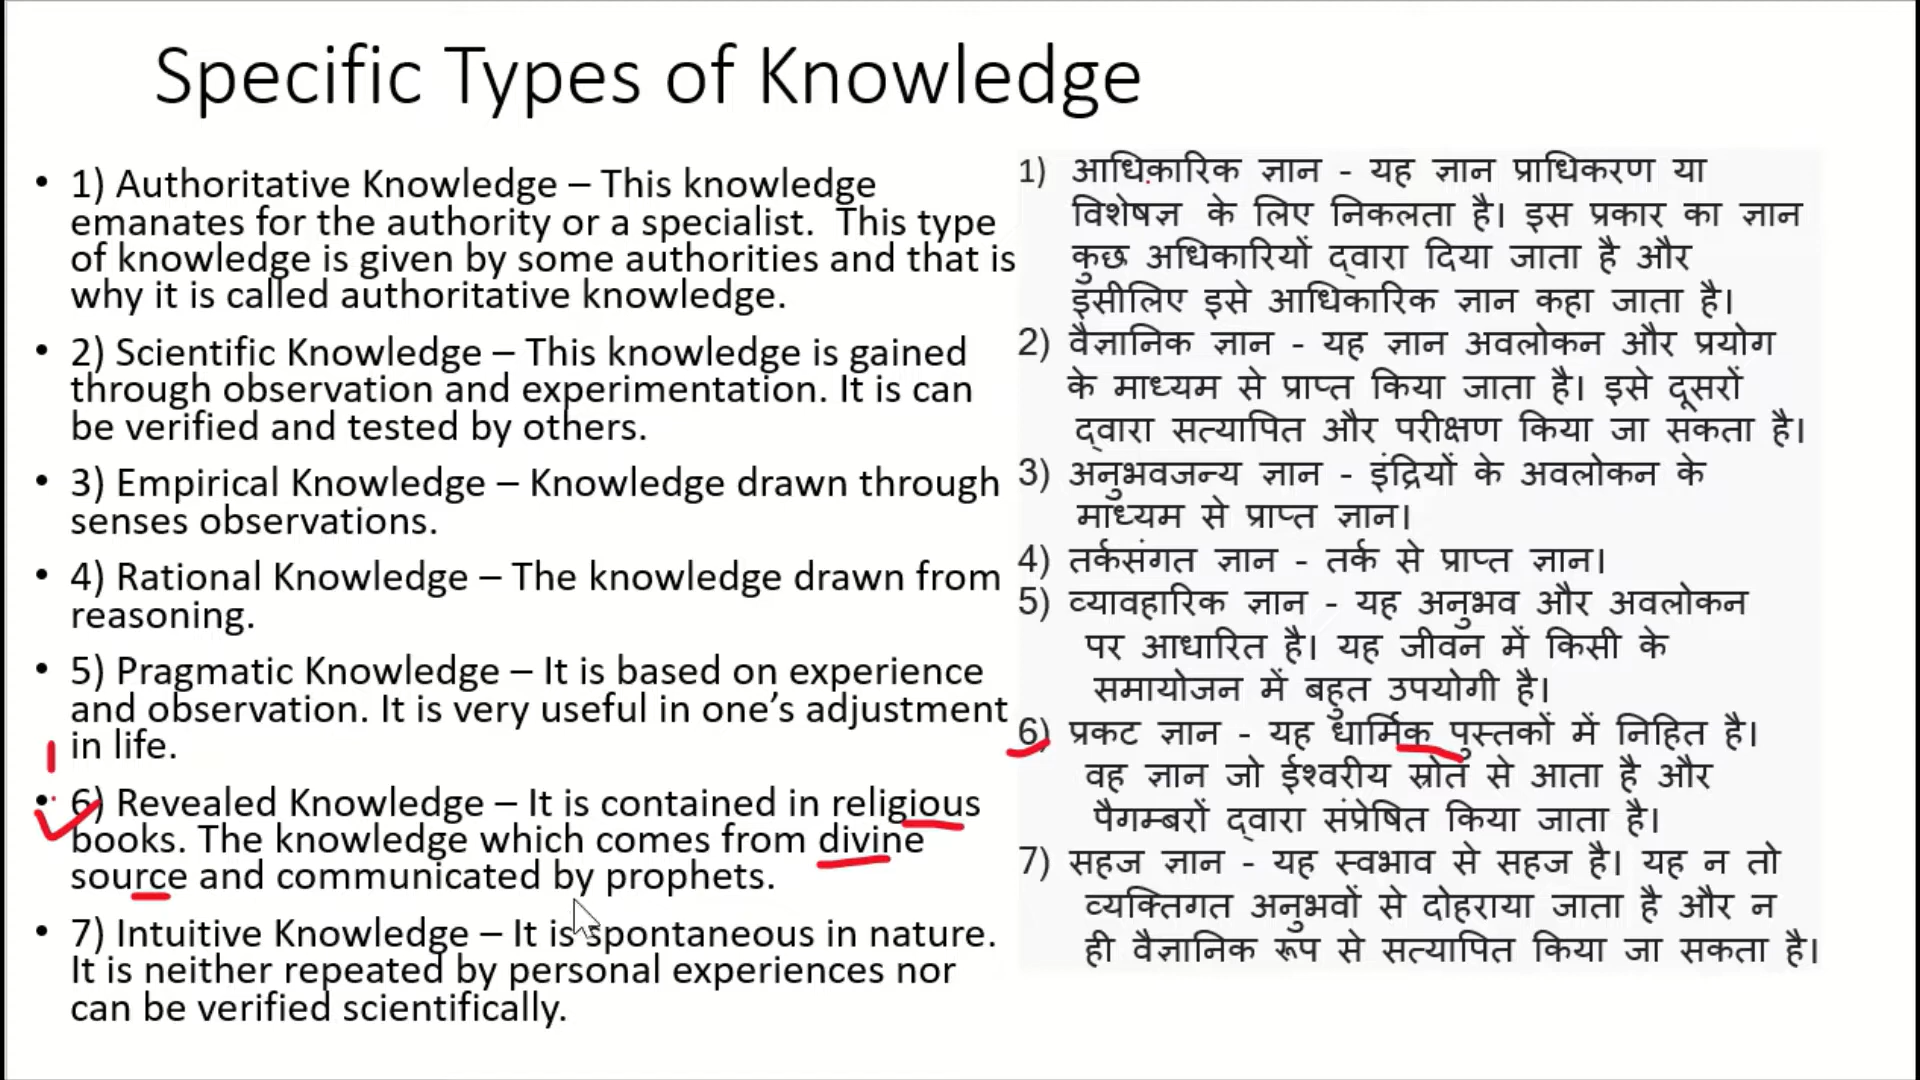 Specific Types of Knowledge
• 1) Authoritative Knowledge – This knowledge
emanates for the authority or a specialist.  This type
of knowledge is given by some authorities and that is
why it is called authoritative knowledge.
• 2) Scientific Knowledge – This knowledge is gained
through observation and experimentation. It is can
be verified and tested by others.
• 3) Empirical Knowledge – Knowledge drawn through
senses observations.
• 4) Rational Knowledge – The knowledge drawn from
reasoning.
• 5) Pragmatic Knowledge – It is based on experience
and observation. It is very useful in one’s adjustment
in life.
• 6) Revealed Knowledge – It is contained in religious
books. The knowledge which comes from divine
source and communicated by prophets.
• 7) Intuitive Knowledge – It is spontaneous in nature.
It is neither repeated by personal experiences nor
can be verified scientifically.
1) आधिकारिक ज्ञान - यह ज्ञान प्राधिकरण या
विशेषज्ञ के लिए निकलता है। इस प्रकार का ज्ञान
कुछ अधिकारियों द्वारा दिया जाता है और
इसीलिए इसे आधिकारिक ज्ञान कहा जाता है।
2) वैज्ञानिक ज्ञान - यह ज्ञान अवलोकन और प्रयोग
के माध्यम से प्राप्त किया जाता है। इसे दूसरों
द्वारा सत्यापित और परीक्षण किया जा सकता है।
3) अनुभवजन्य ज्ञान - इंद्रियों के अवलोकन के
माध्यम से प्राप्त ज्ञान।
4) तर्कसंगत ज्ञान - तर्क से प्राप्त ज्ञान।
5) व्यावहारिक ज्ञान - यह अनुभव और अवलोकन
पर आधारित है। यह जीवन में किसी के
समायोजन में बहुत उपयोगी है।
6) प्रकट ज्ञान - यह धार्मिक पुस्तकों में निहित है।
वह ज्ञान जो ईश्वरीय स्रोत से आता है और
पैगम्बरों द्वारा संप्रेषित किया जाता है।
7) सहज ज्ञान - यह स्वभाव से सहज है। यह न तो
व्यक्तिगत अनुभवों से दोहराया जाता है और न
ही वैज्ञानिक रूप से सत्यापित किया जा सकता है।